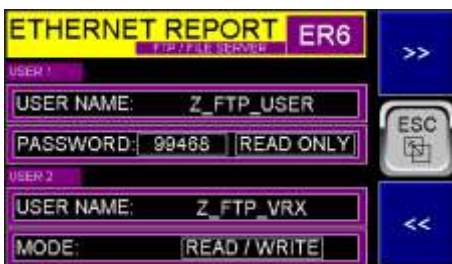 ETHERNET REPORT ER6
FTP / FILE SERVER
>>
USER 1
USER NAME: Z_FTP_USER
PASSWORD: 99468 READ ONLY
ESC
USER 2
USER NAME: Z_FTP_VRX
MODE: READ / WRITE
<<